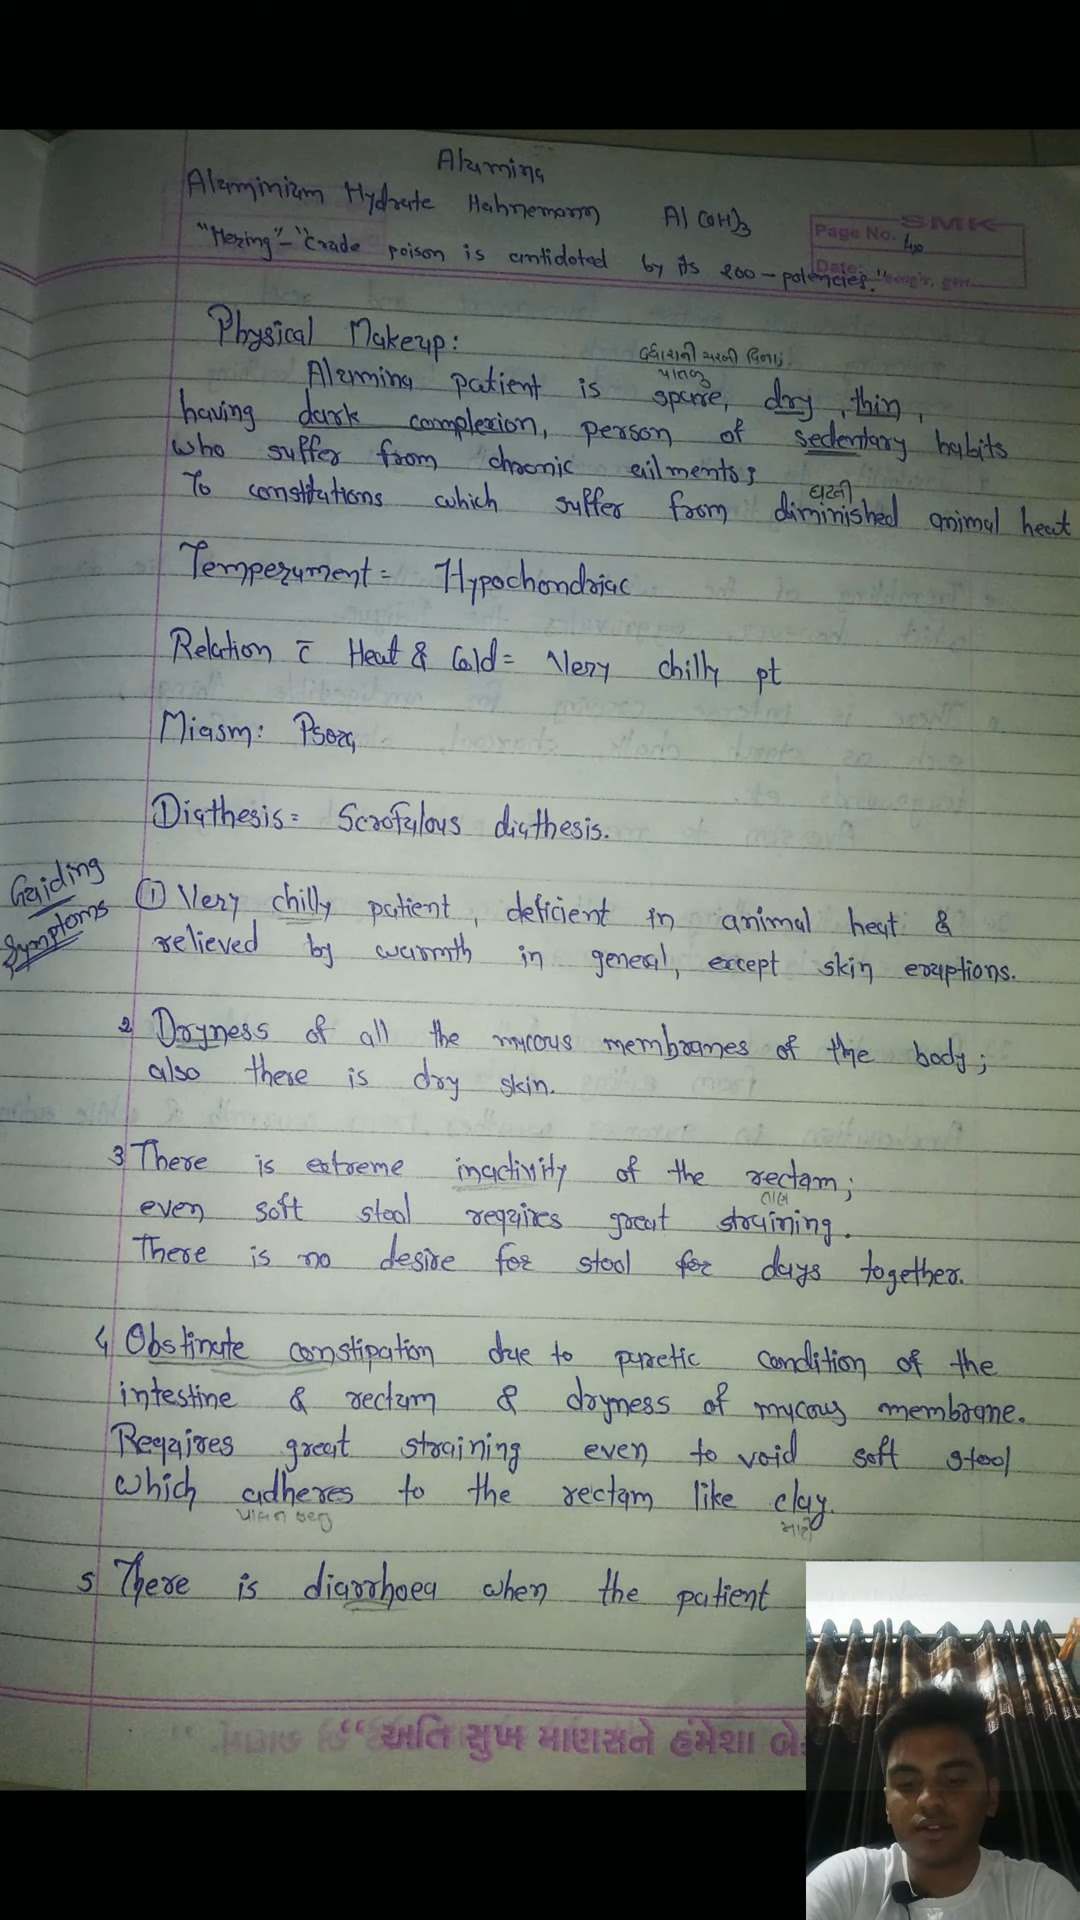 Alumina
Aluminium Hydrate Hahnemann Al(OH)3
SMK
Page No.
Date:
"Hering" - "Crude poison is antidoted by its 200 - potencies."
Physical Makeup:
પાતળુ
Alumina patient is spare, dry, thin,
having dark complexion, person of sedentary habits
who suffer from chronic ailments;
ઘટની
To constitutions which suffer from diminished animal heat
Temperament = Hypochondriac
Relation c̄ Heat & Cold = Very chilly pt
Miasm: Psora
Diathesis = Scrofulous diathesis.
Guiding Symptoms
① Very chilly patient, deficient in animal heat &
relieved by warmth in general, except skin eruptions.
2 Dryness of all the mucous membranes of the body;
also there is dry skin.
3 There is extreme inactivity of the rectum;
even soft stool requires great straining.
There is no desire for stool for days together.
4 Obstinate constipation due to paretic condition of the
intestine & rectum & dryness of mucous membrane.
Requires great straining even to void soft stool
which adheres to the rectum like clay.
5 There is diarrhoea when the patient
"અતિ સુખ માણસને હંમેશા